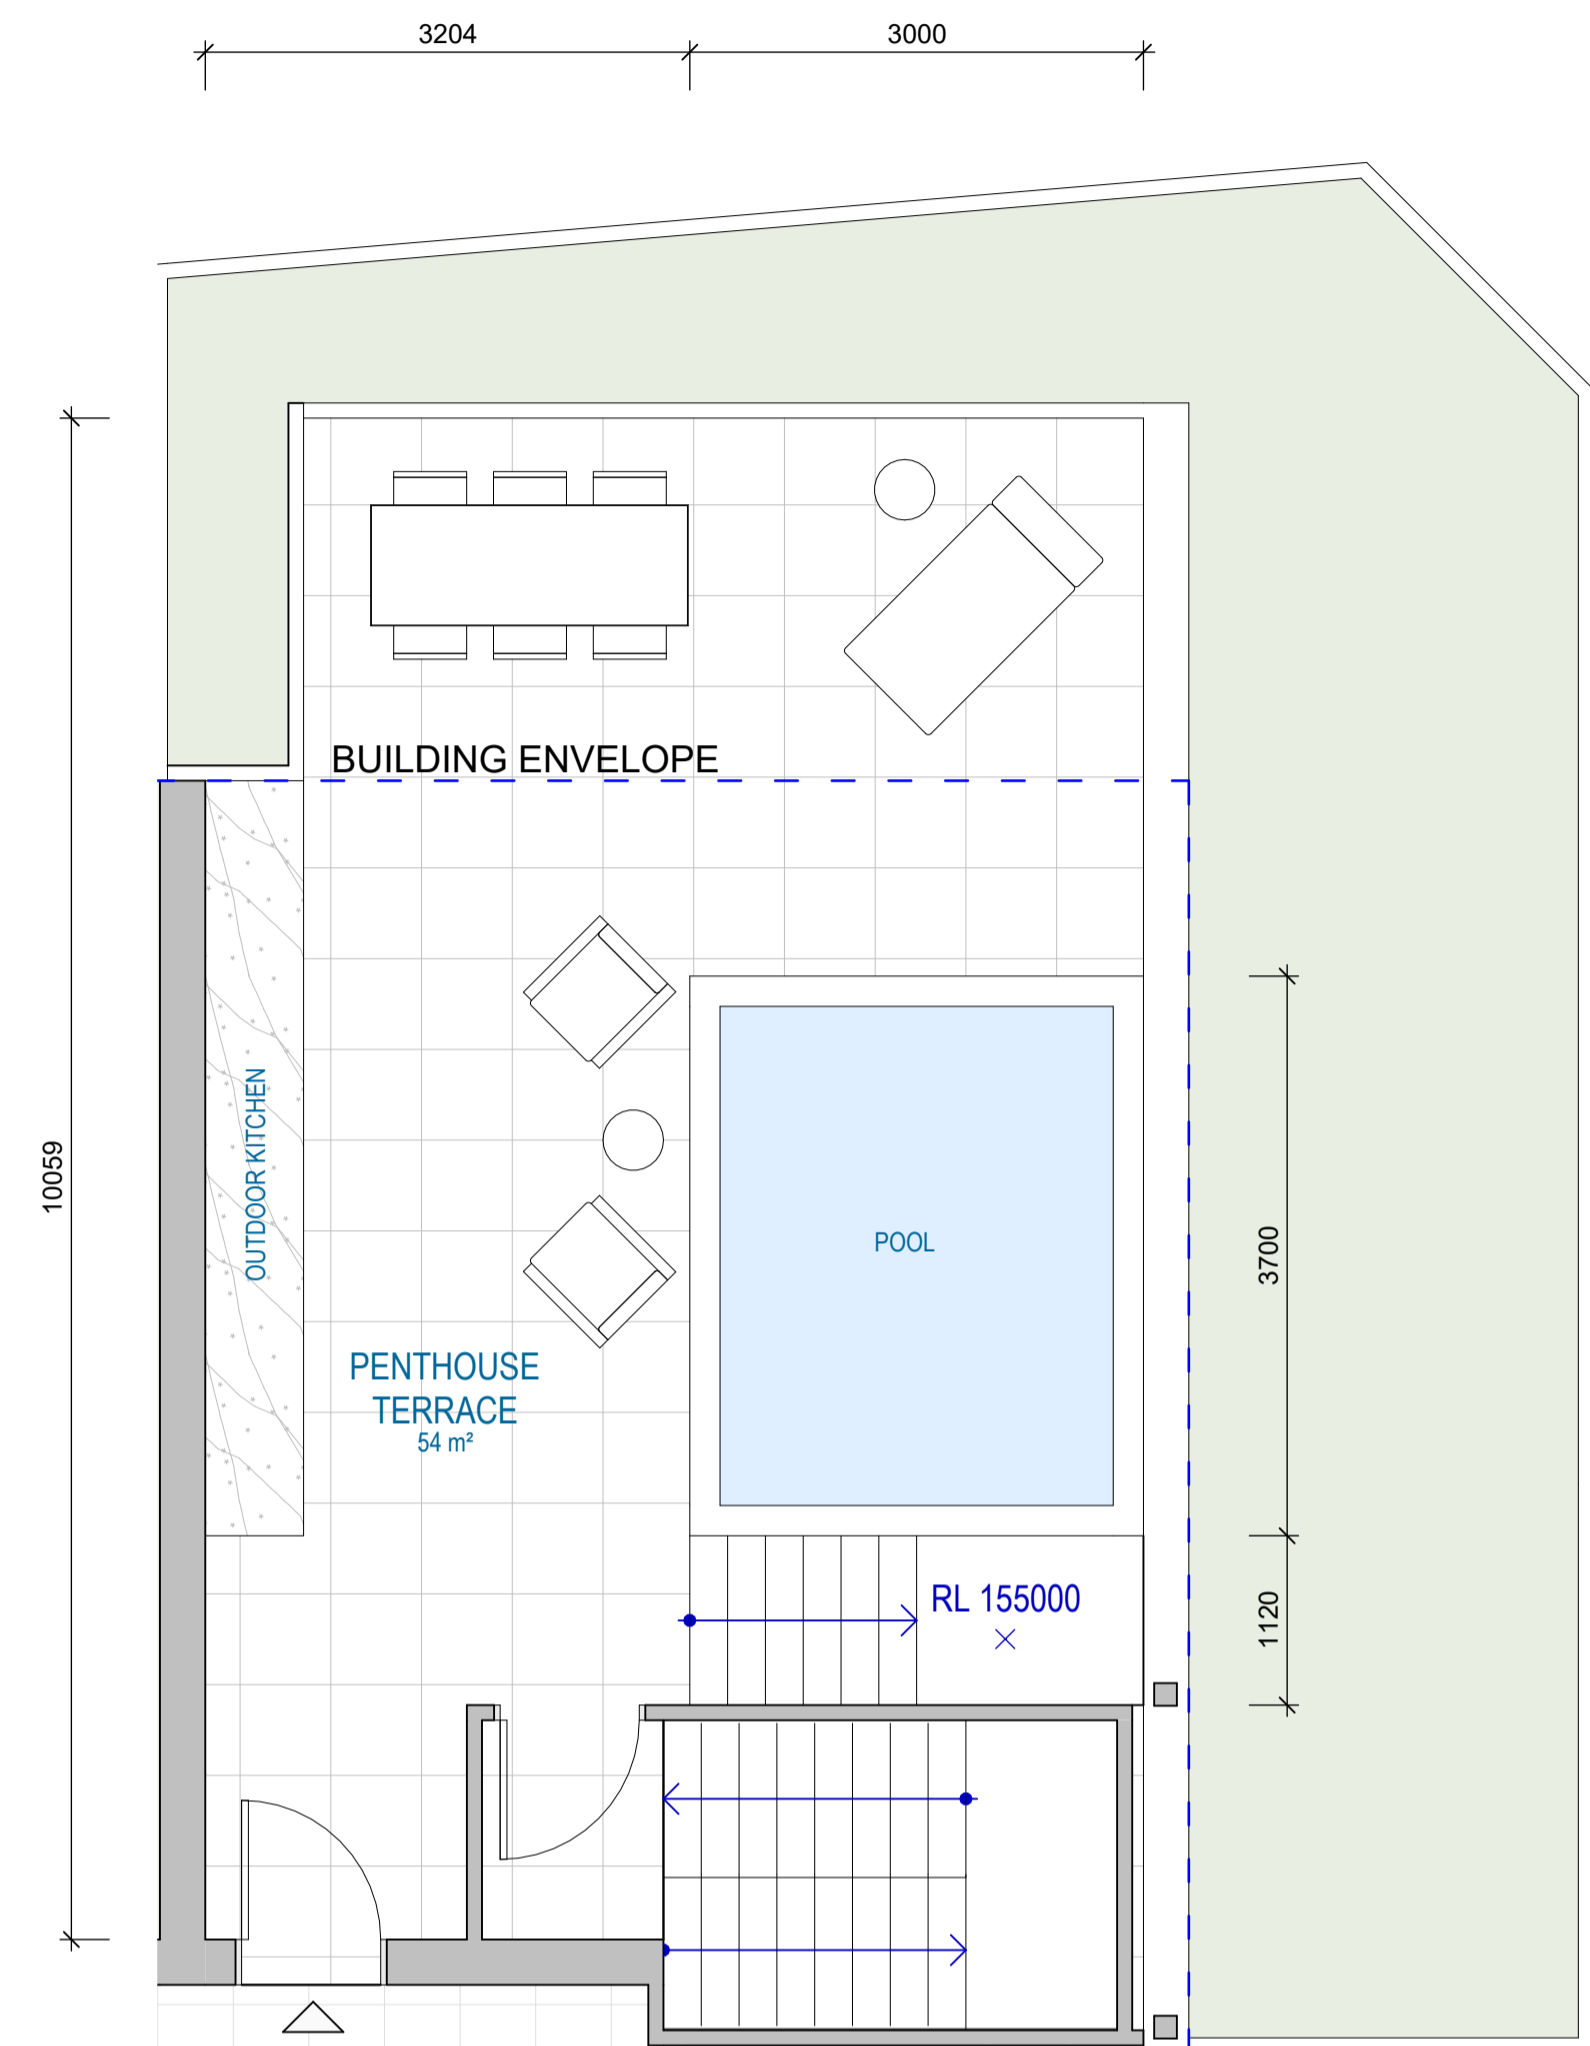 3204
3000
BUILDING ENVELOPE
10059
OUTDOOR KITCHEN
POOL
3700
PENTHOUSE
TERRACE
54 m²
RL 155000
1120